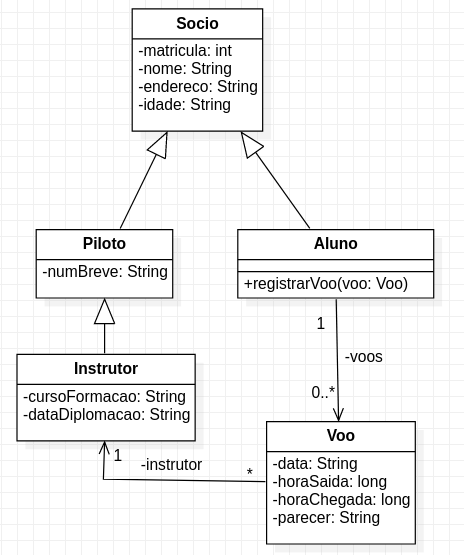 Socio
-matricula: int
-nome: String
-endereco: String
-idade: String
Piloto
-numBreve: String
Aluno
+registrarVoo(voo: Voo)
1
-voos
0..*
Instrutor
-cursoFormacao: String
-dataDiplomacao: String
1
-instrutor
*
Voo
-data: String
-horaSaida: long
-horaChegada: long
-parecer: String